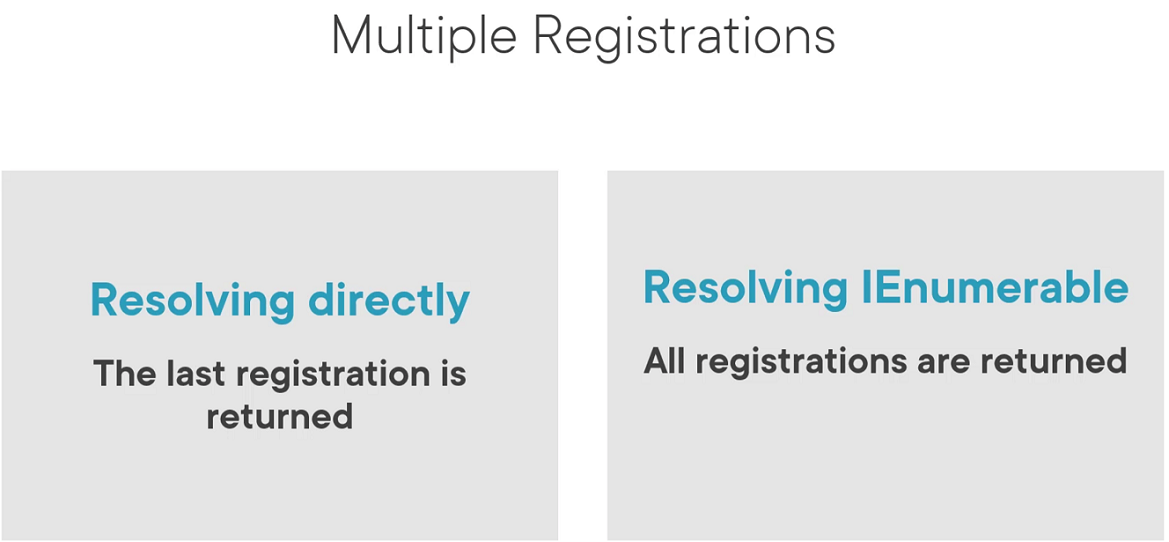 Multiple Registrations
Resolving directly
The last registration is
returned
Resolving IEnumerable
All registrations are returned